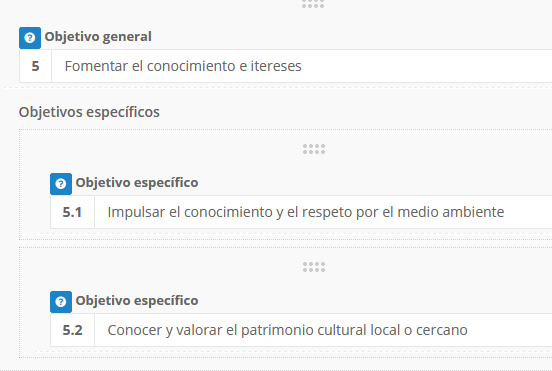 Objetivo general
5 Fomentar el conocimiento e itereses
Objetivos específicos
Objetivo específico
5.1 Impulsar el conocimiento y el respeto por el medio ambiente
Objetivo específico
5.2 Conocer y valorar el patrimonio cultural local o cercano